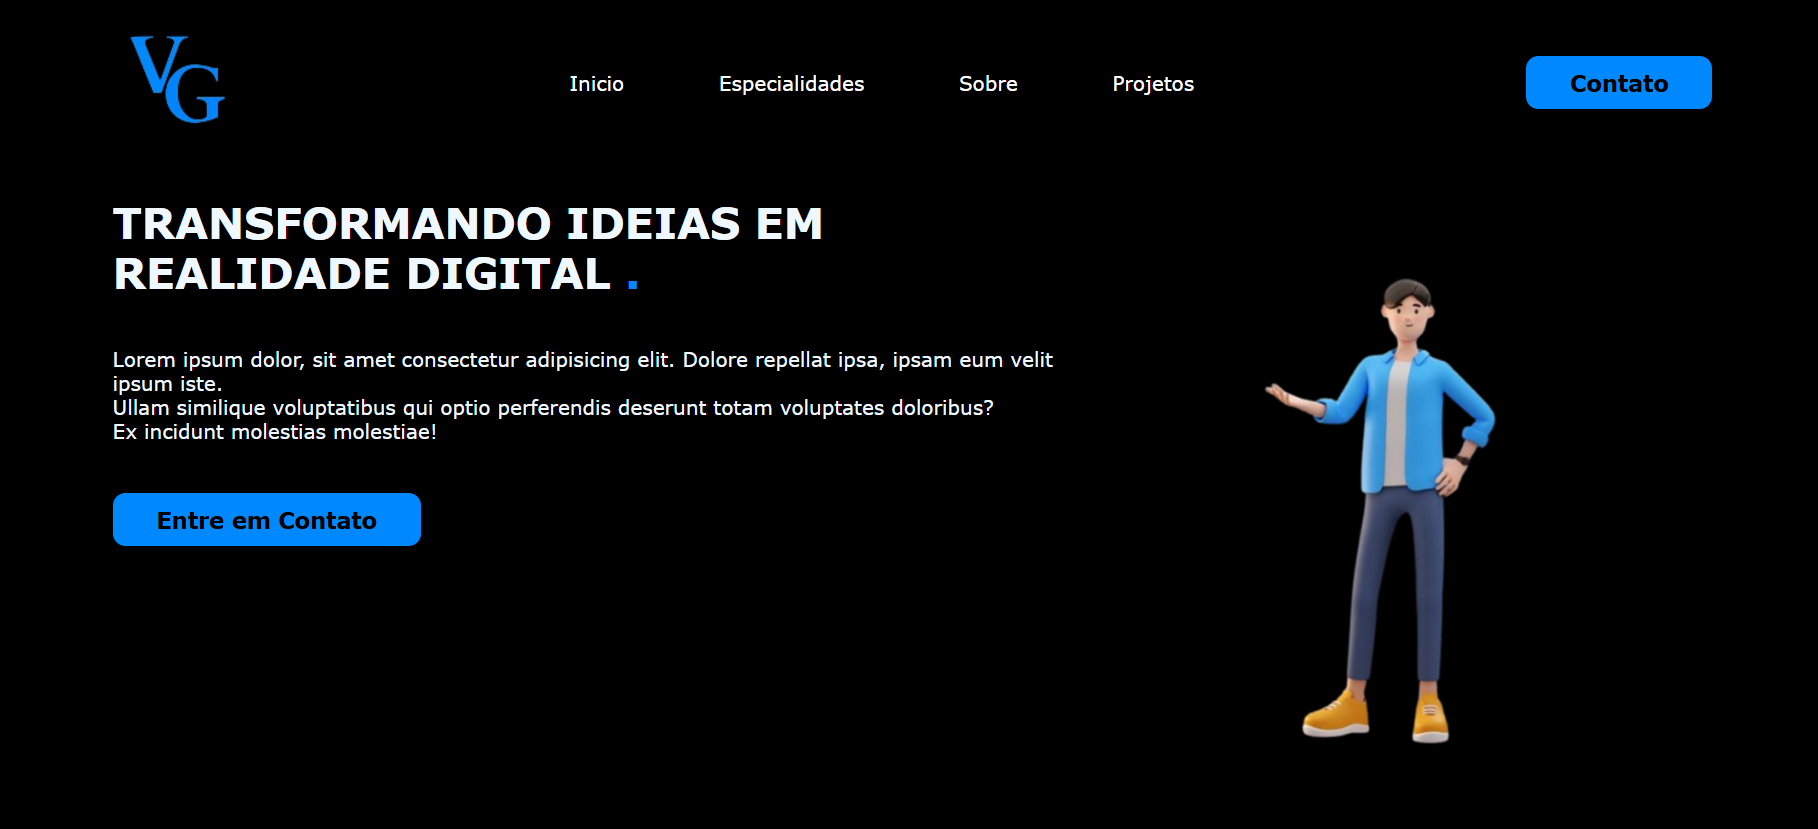 VG
Inicio Especialidades Sobre Projetos Contato
TRANSFORMANDO IDEIAS EM
REALIDADE DIGITAL .
Lorem ipsum dolor, sit amet consectetur adipisicing elit. Dolore repellat ipsa, ipsam eum velit
ipsum iste.
Ullam similique voluptatibus qui optio perferendis deserunt totam voluptates doloribus?
Ex incidunt molestias molestiae!
Entre em Contato